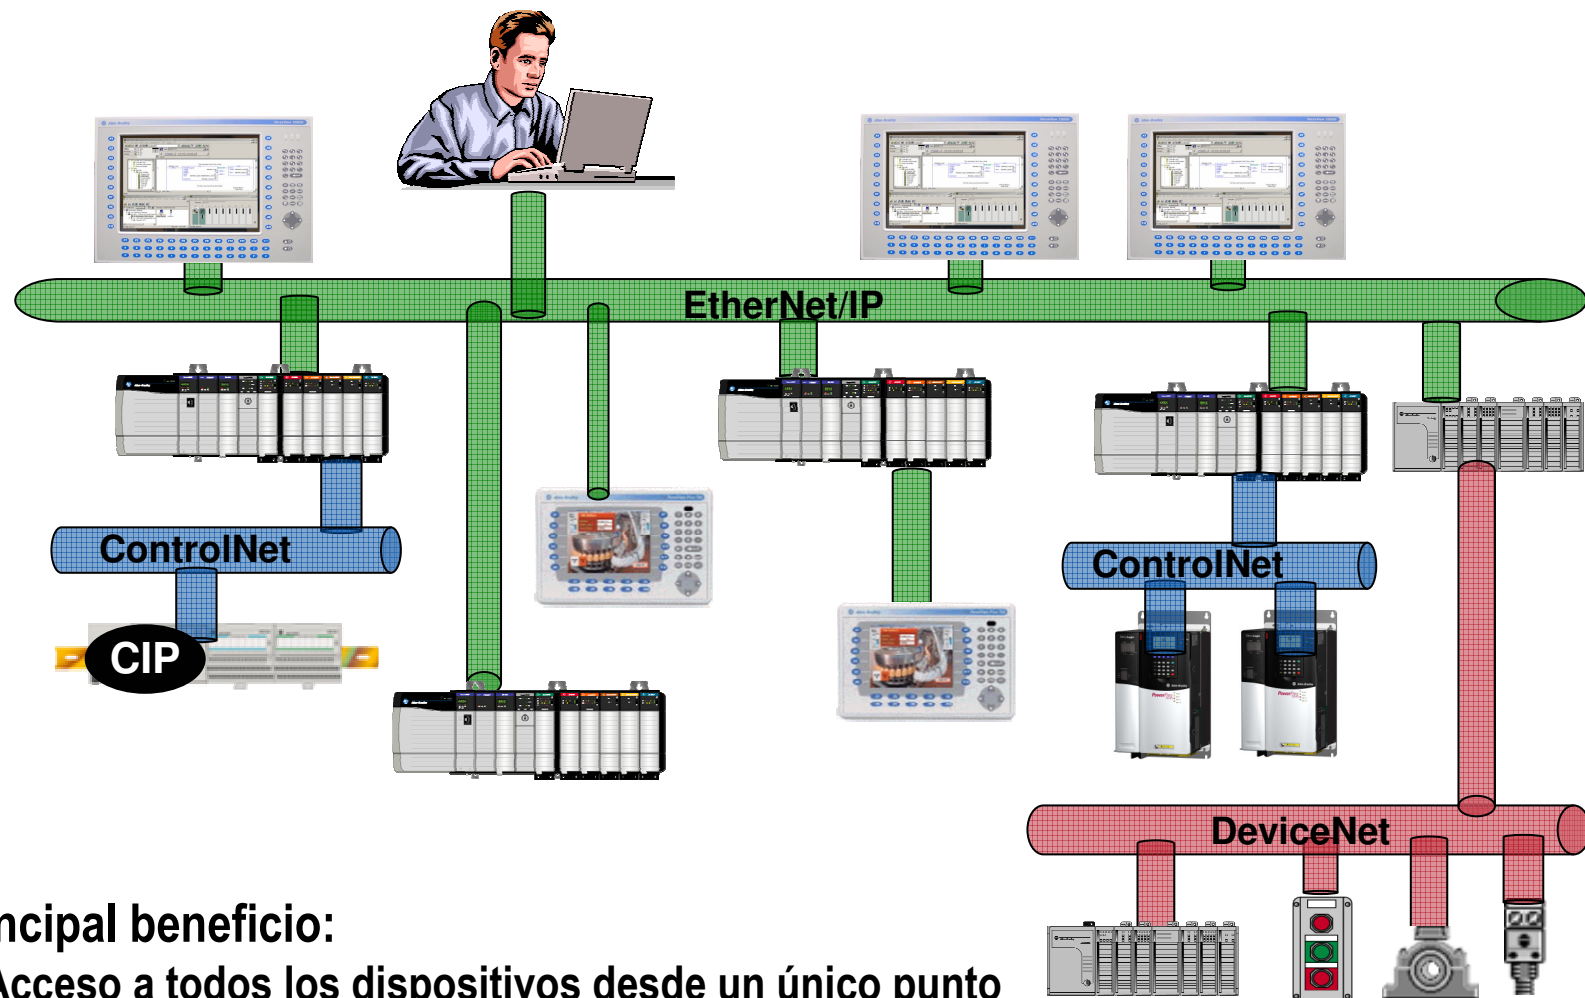 EtherNet/IP
ControlNet
ControlNet
CIP
DeviceNet
ncipal beneficio:
Acceso a todos los dispositivos desde un único punto